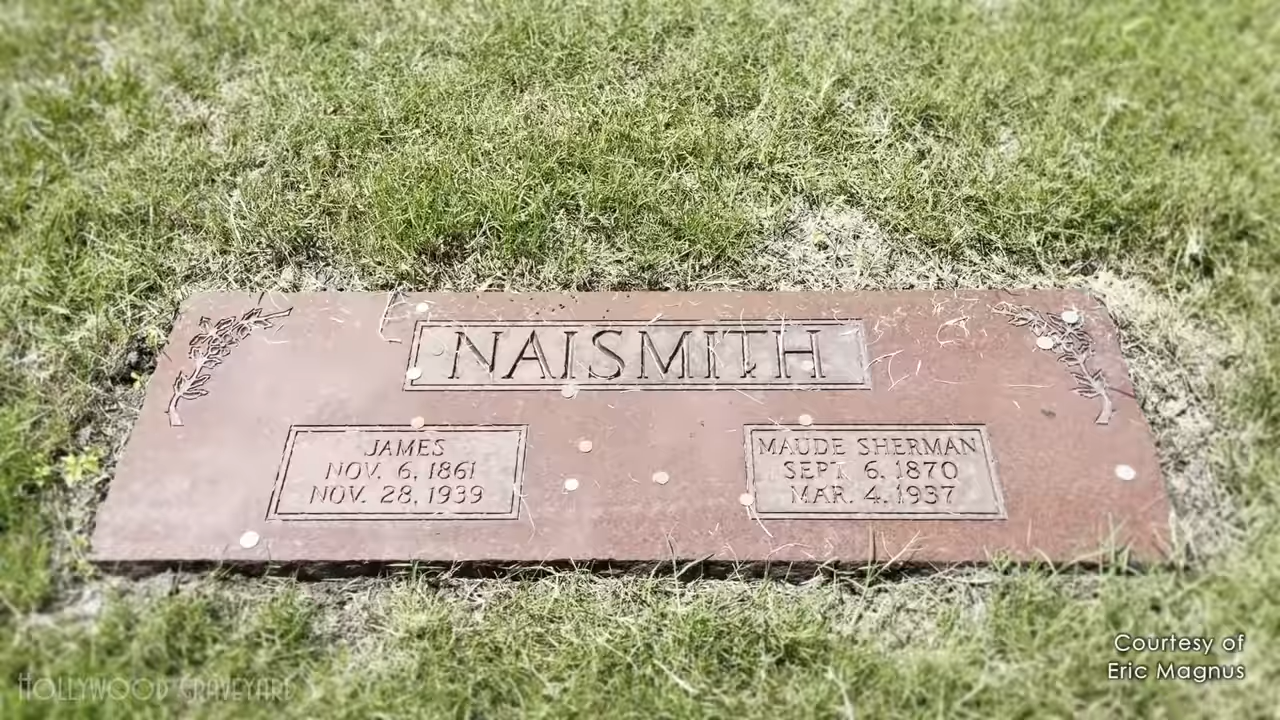 NAISMITH
JAMES
NOV. 6, 1861
NOV. 28, 1939
MAUDE SHERMAN
SEPT. 6, 1870
MAR. 4, 1937
Courtesy of
Eric Magnus
HOLLYWOOD GRAVEYARD